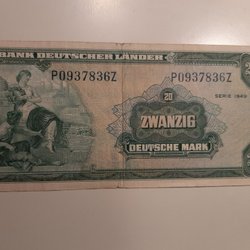 BANK DEUTSCHER LÄNDER
P0937836Z P0937836Z
SERIE 1949
20
ZWANZIG
DEUTSCHE MARK